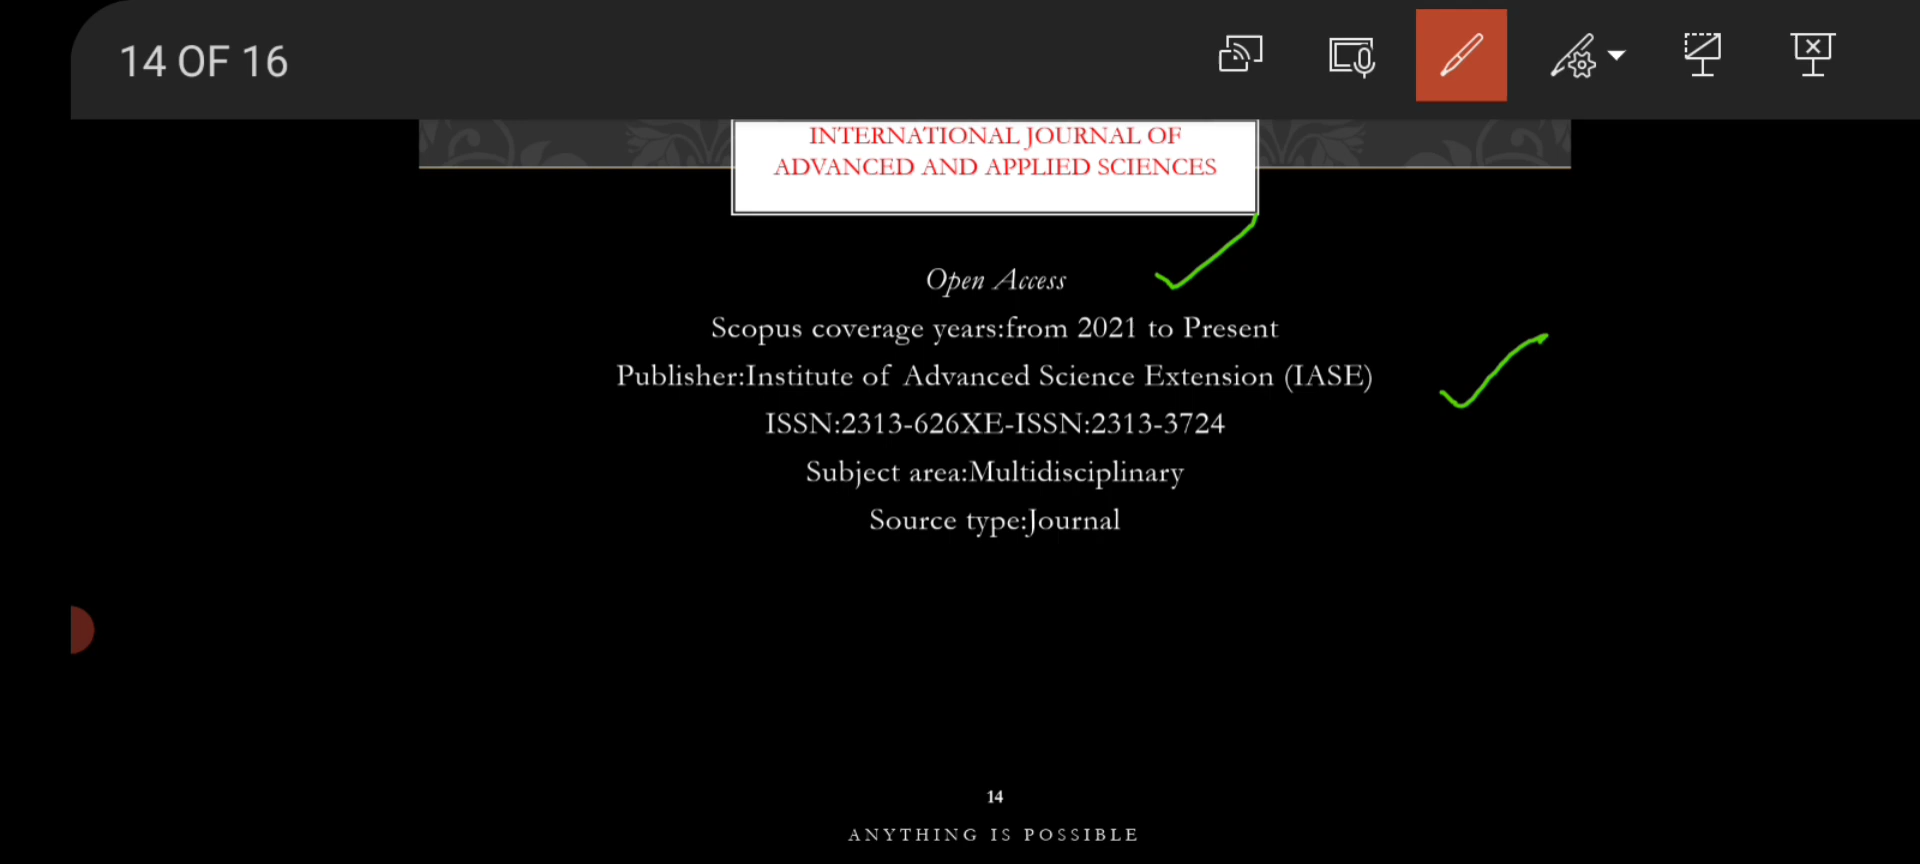 14 OF 16
INTERNATIONAL JOURNAL OF
ADVANCED AND APPLIED SCIENCES
Open Access
Scopus coverage years:from 2021 to Present
Publisher:Institute of Advanced Science Extension (IASE)
ISSN:2313-626XE-ISSN:2313-3724
Subject area:Multidisciplinary
Source type:Journal
14
ANYTHING IS POSSIBLE